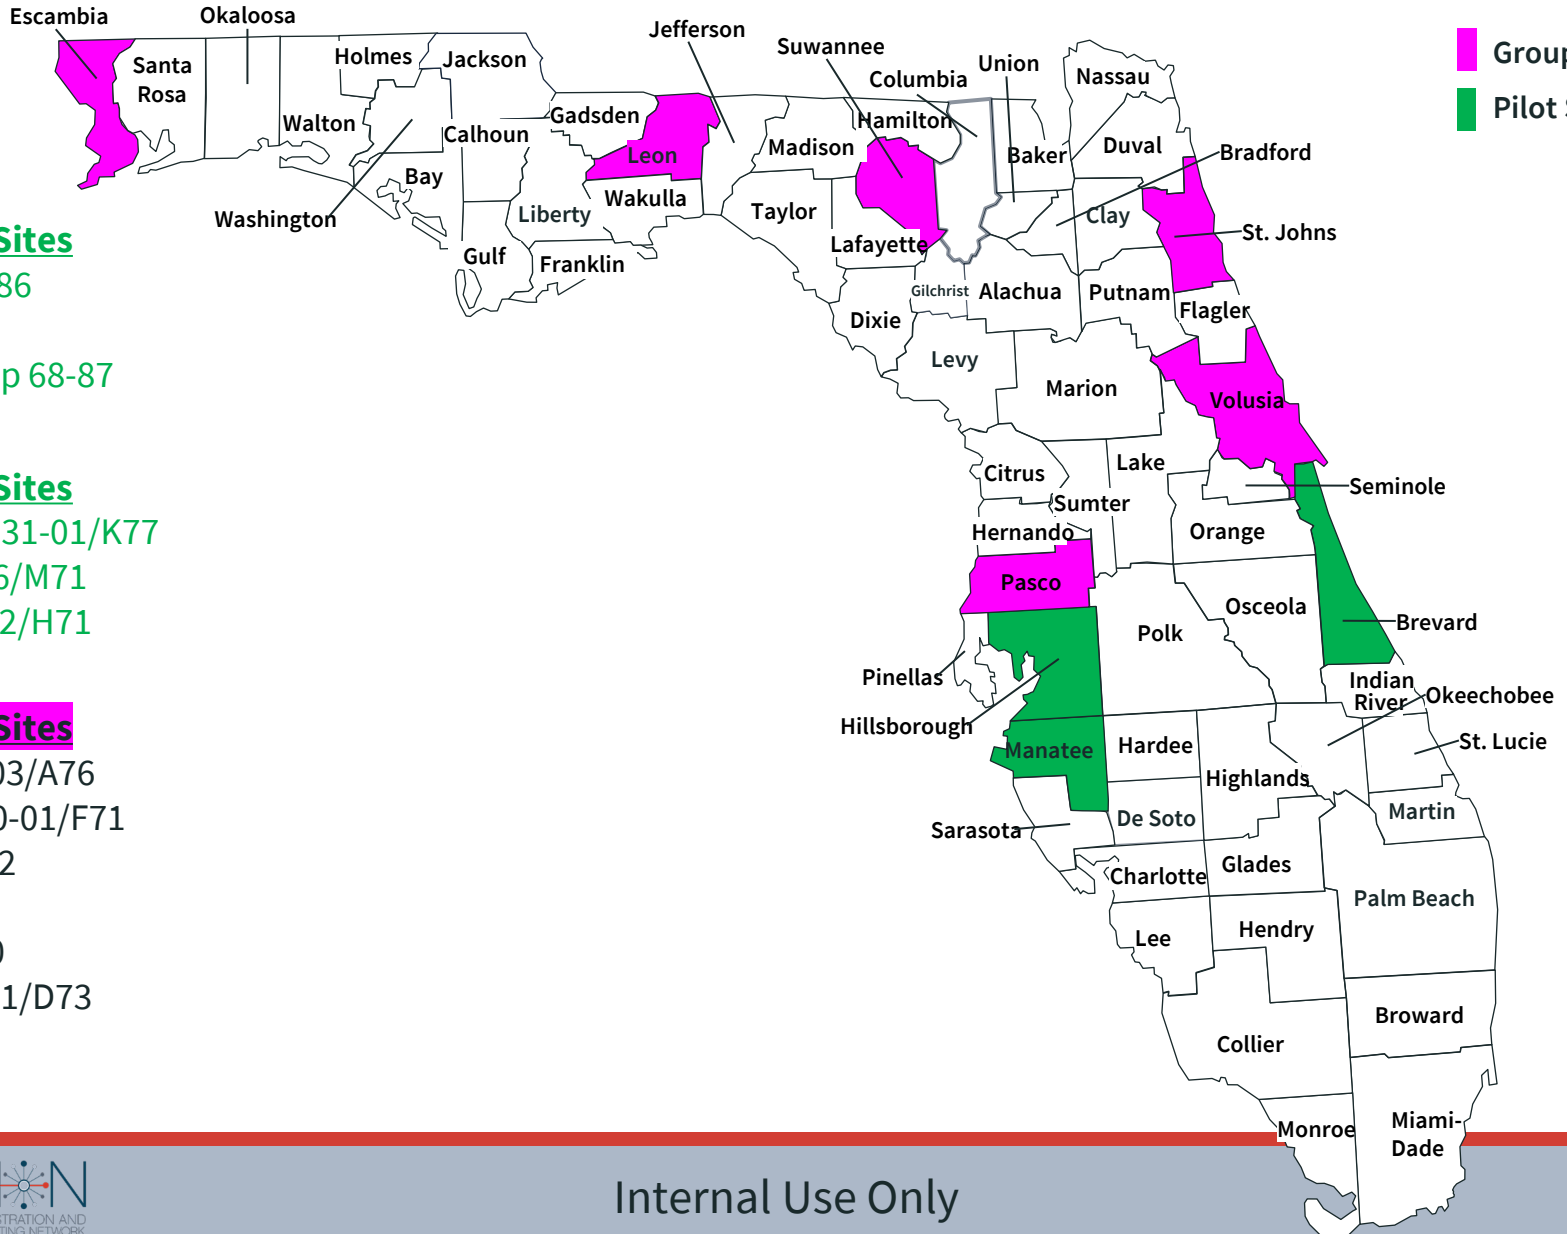 Escambia
Okaloosa
Santa
Rosa
Holmes
Jackson
Walton
Washington
Calhoun
Bay
Gadsden
Leon
Liberty
Wakulla
Gulf
Franklin
Jefferson
Madison
Taylor
Suwannee
Hamilton
Lafayette
Columbia
Union
Baker
Nassau
Duval
Bradford
Clay
St. Johns
Gilchrist
Alachua
Putnam
Flagler
Dixie
Levy
Marion
Volusia
Citrus
Lake
Seminole
Sumter
Hernando
Orange
Pasco
Osceola
Brevard
Polk
Pinellas
Hillsborough
Indian
River
Okeechobee
Manatee
Hardee
Highlands
St. Lucie
Sarasota
De Soto
Martin
Charlotte
Glades
Palm Beach
Lee
Hendry
Collier
Broward
Monroe
Miami-
Dade
Group
Pilot
Sites
86
p 68-87
Sites
31-01/K77
6/M71
2/H71
Sites
03/A76
0-01/F71
2
1/D73
Internal Use Only
STRATION AND
TING NETWORK